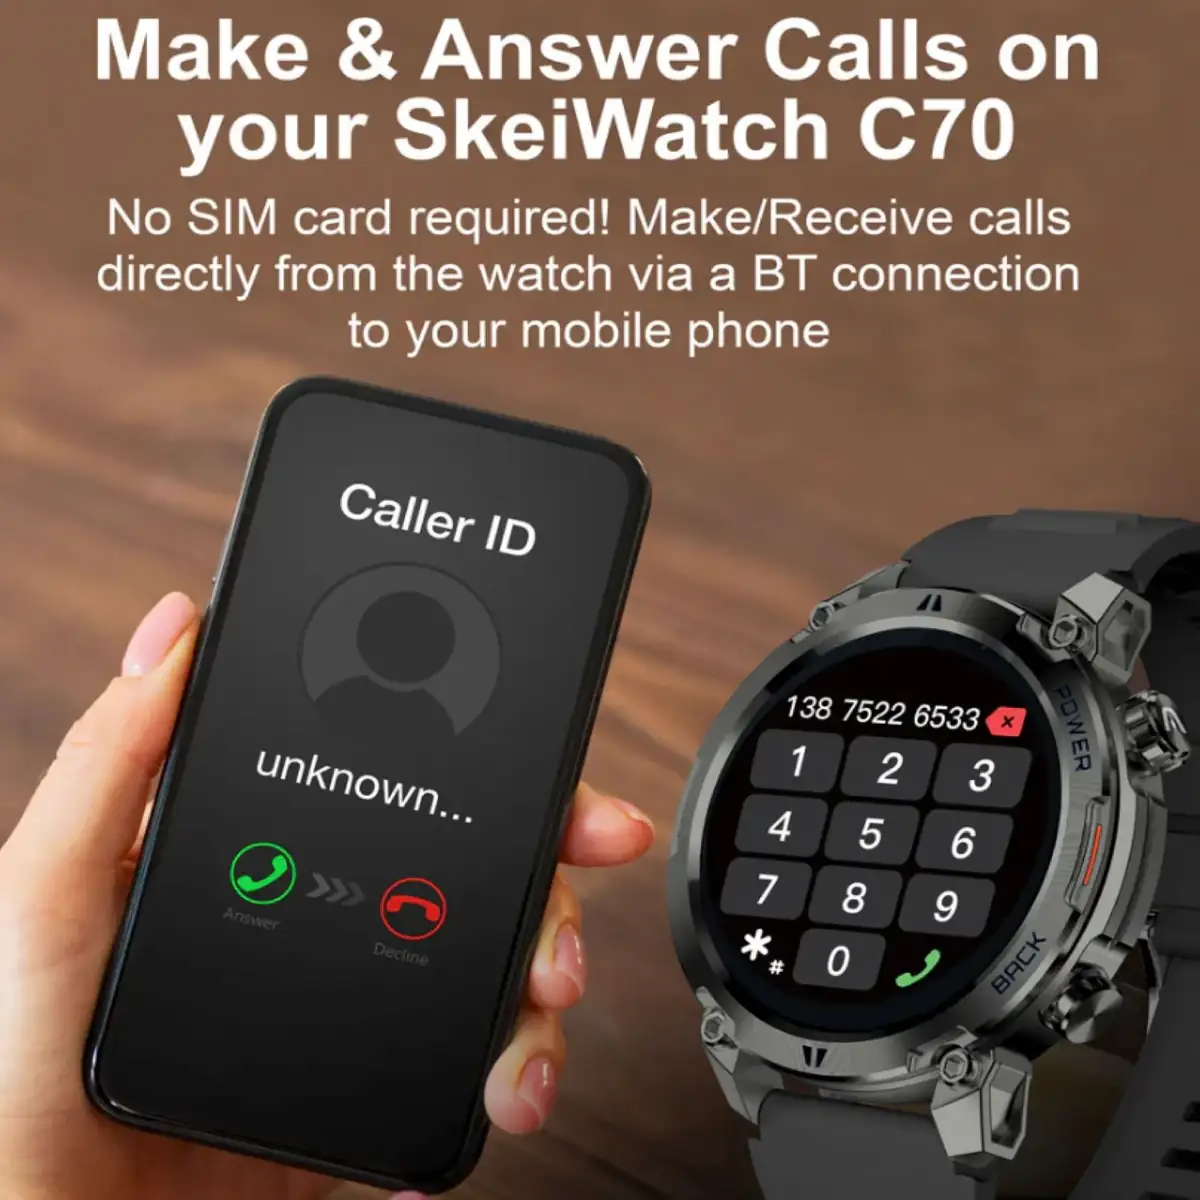 Make & Answer Calls on
your SkeiWatch C70
No SIM card required! Make/Receive calls
directly from the watch via a BT connection
to your mobile phone
Caller ID
unknown...
Answer
Decline
138 7522 6533
1 2 3
4 5 6
7 8 9
* # 0
POWER
BACK